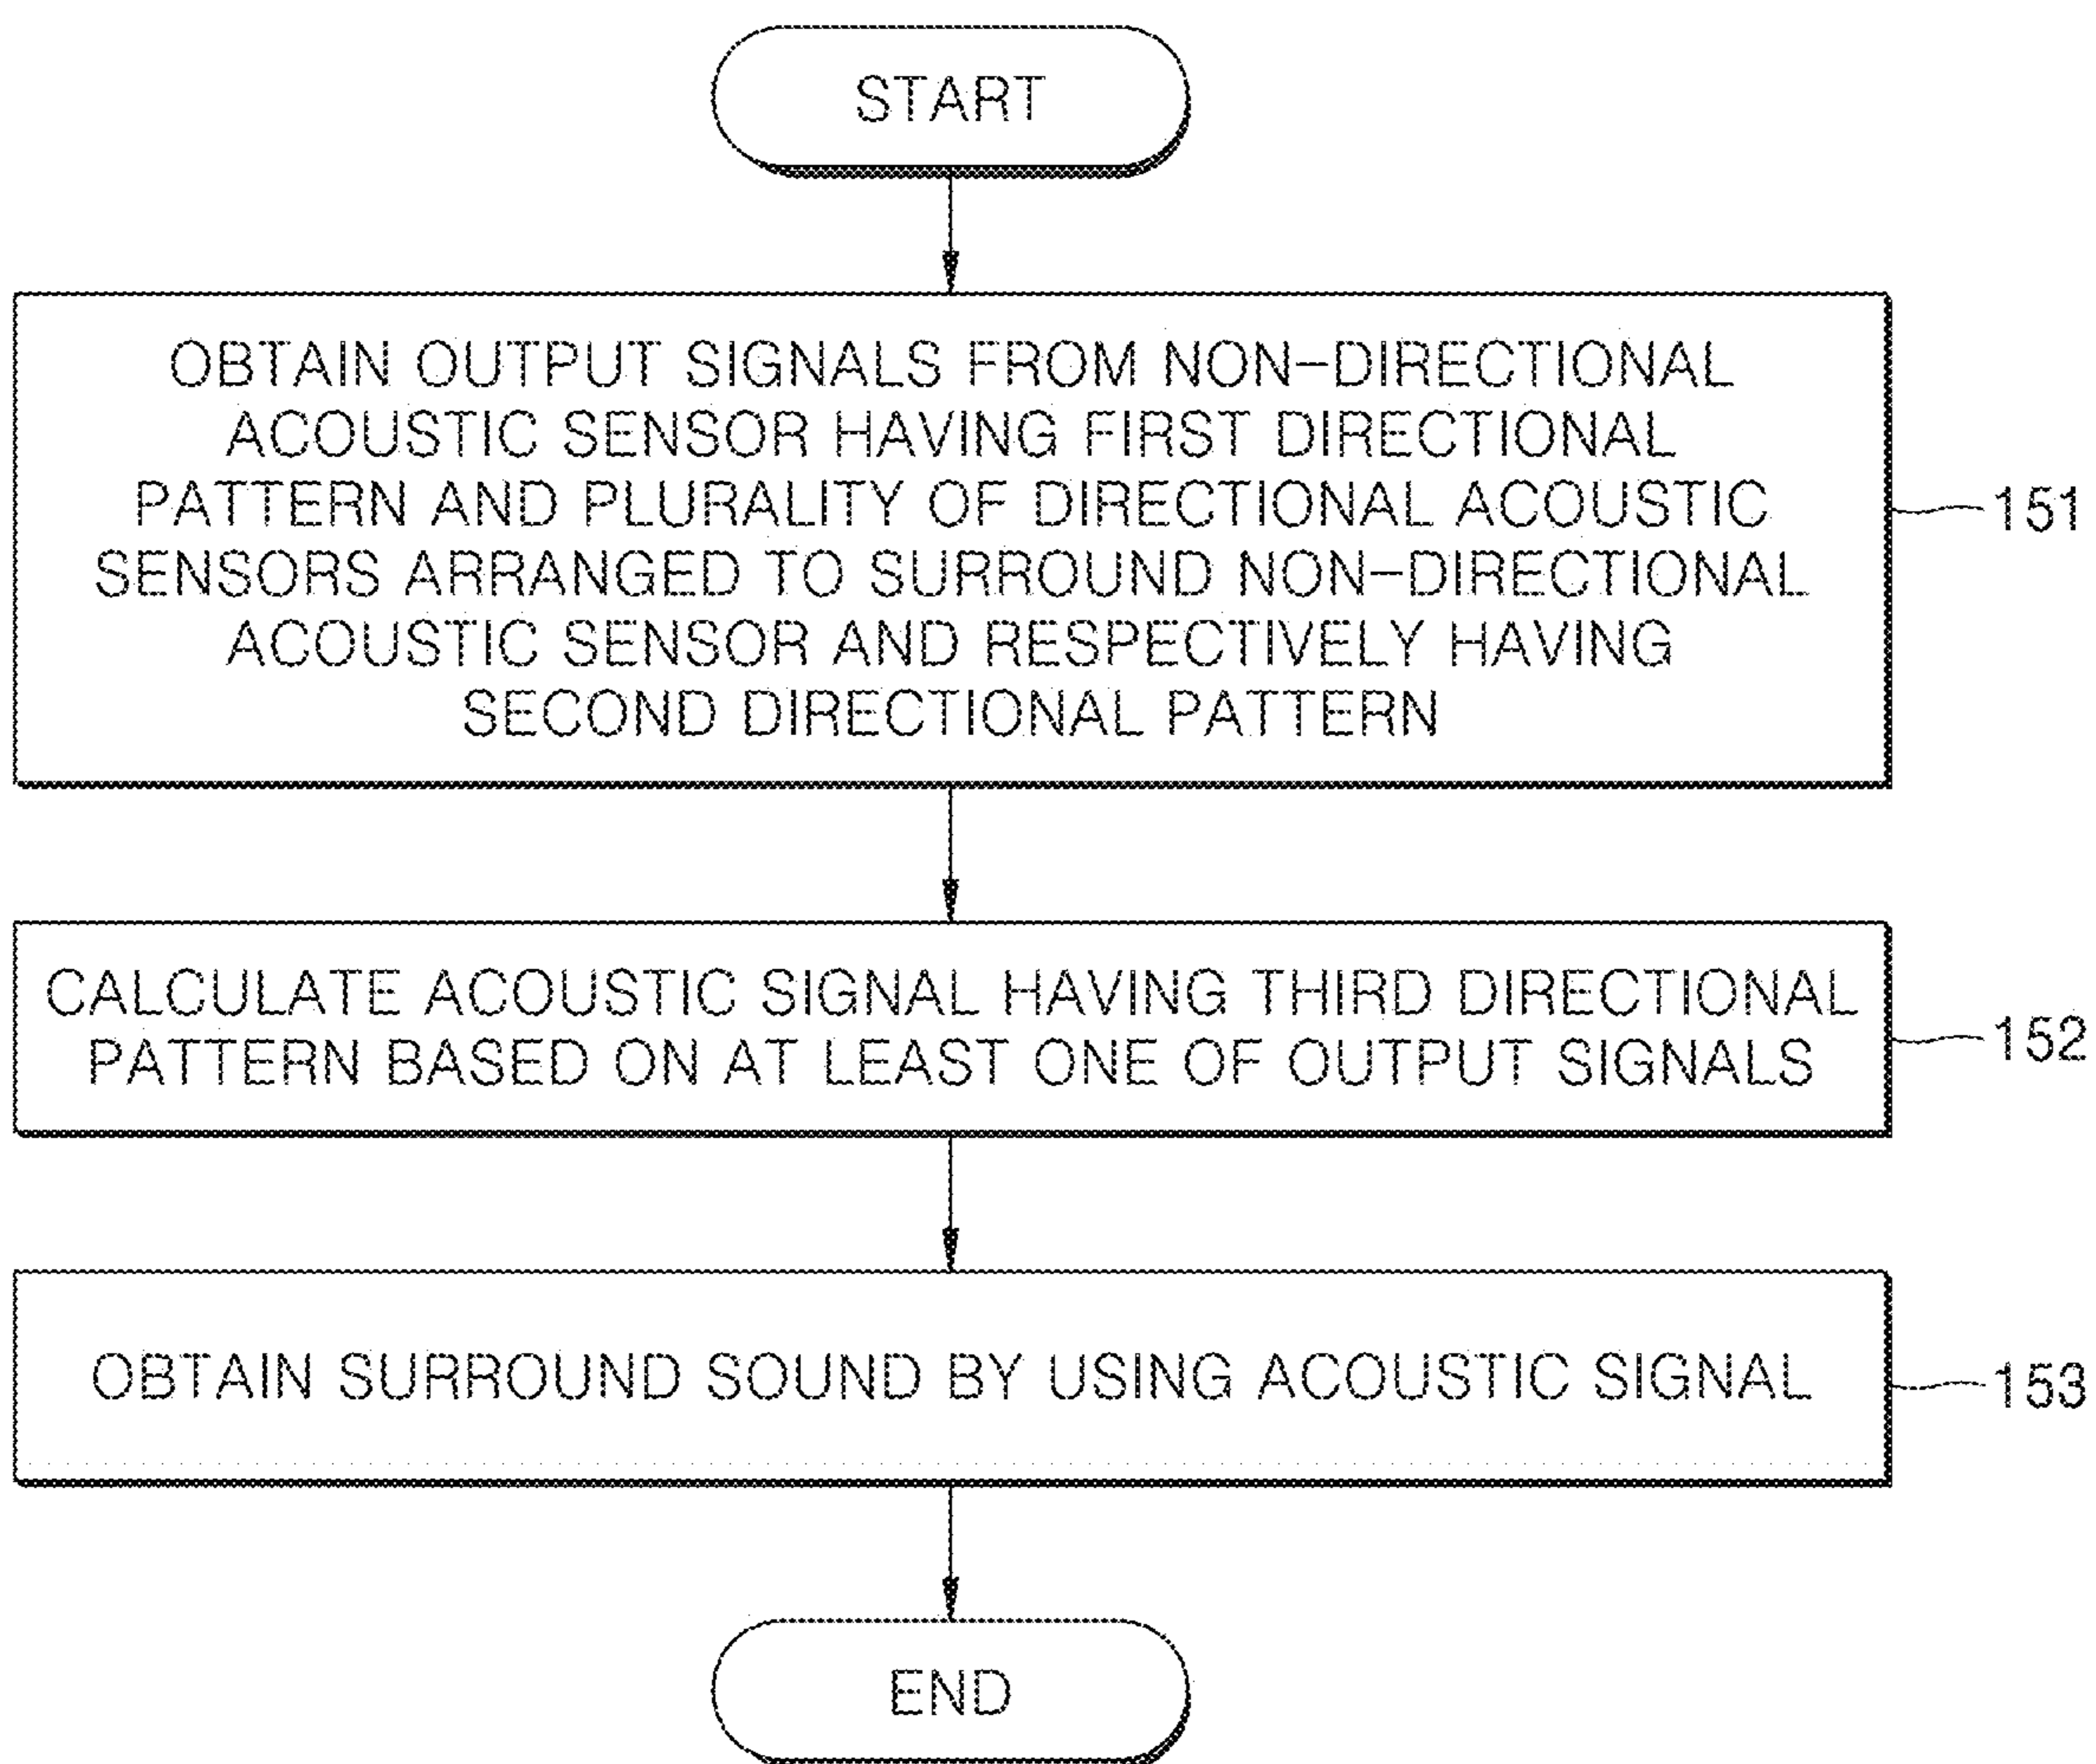 START
OBTAIN OUTPUT SIGNALS FROM NON-DIRECTIONAL
ACOUSTIC SENSOR HAVING FIRST DIRECTIONAL
PATTERN AND PLURALITY OF DIRECTIONAL ACOUSTIC
SENSORS ARRANGED TO SURROUND NON-DIRECTIONAL
ACOUSTIC SENSOR AND RESPECTIVELY HAVING
SECOND DIRECTIONAL PATTERN
151
CALCULATE ACOUSTIC SIGNAL HAVING THIRD DIRECTIONAL
PATTERN BASED ON AT LEAST ONE OF OUTPUT SIGNALS
152
OBTAIN SURROUND SOUND BY USING ACOUSTIC SIGNAL
153
END